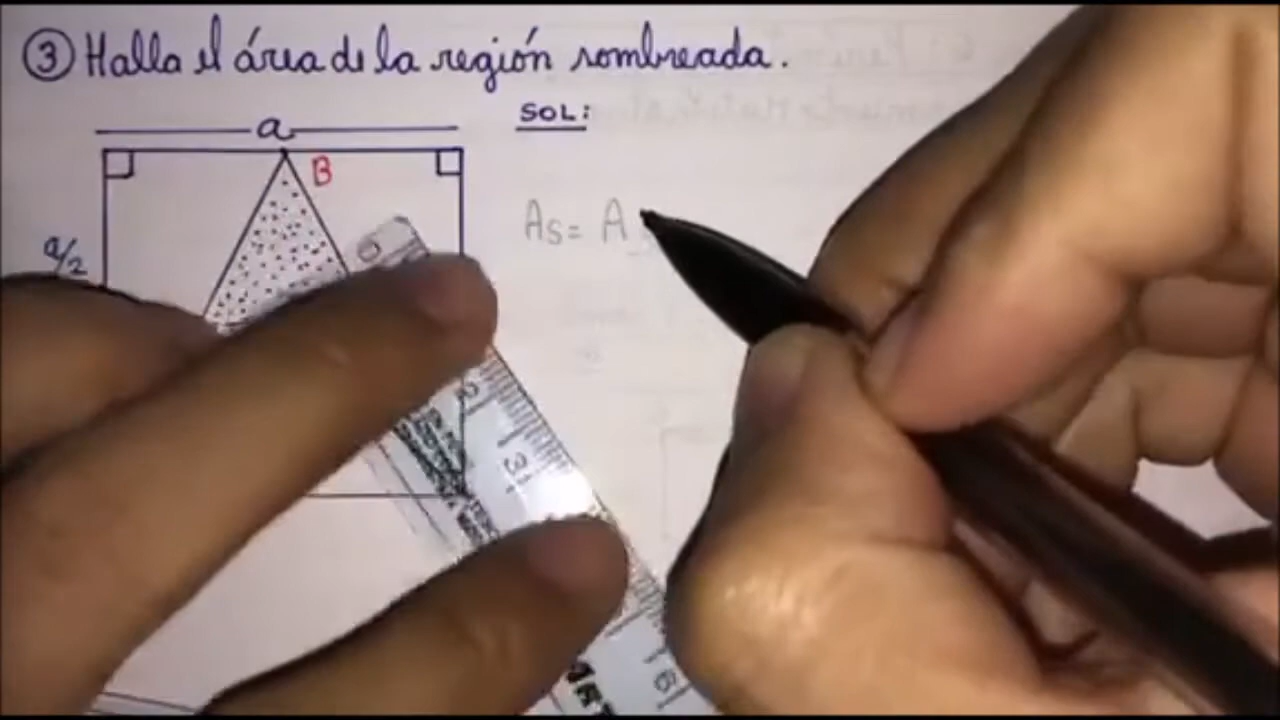 ③ Halla el área de la región sombreada.
SOL:
a
B
a/2
As = A